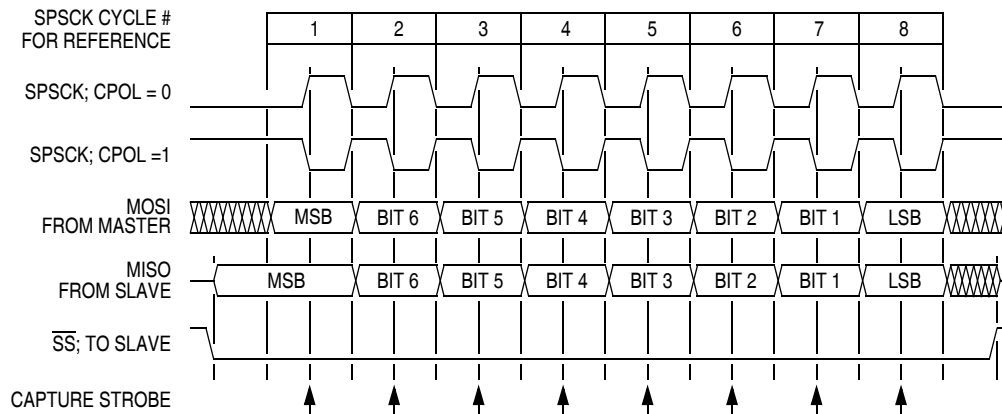 SPSCK CYCLE #
FOR REFERENCE
1 2 3 4 5 6 7 8
SPSCK; CPOL = 0
SPSCK; CPOL =1
MOSI
FROM MASTER
MSB BIT 6 BIT 5 BIT 4 BIT 3 BIT 2 BIT 1 LSB
MISO
FROM SLAVE
MSB BIT 6 BIT 5 BIT 4 BIT 3 BIT 2 BIT 1 LSB
SS; TO SLAVE
CAPTURE STROBE